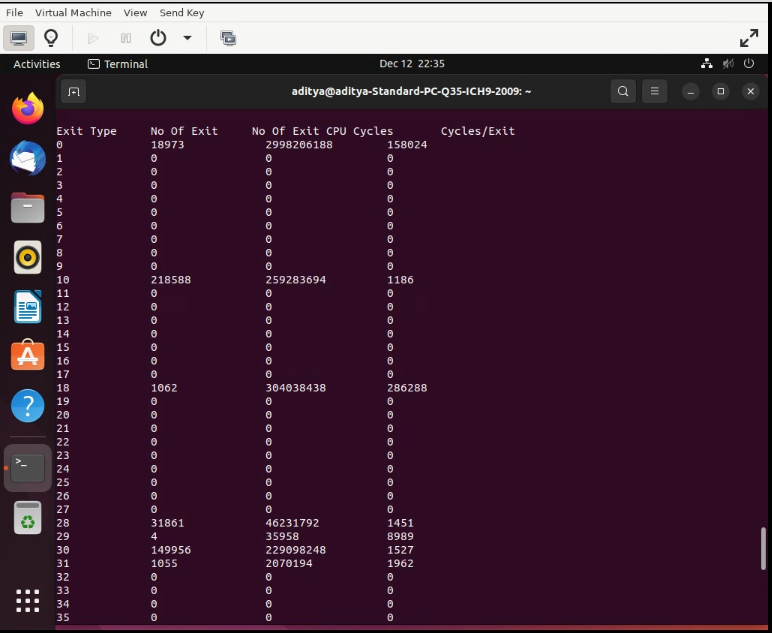 File Virtual Machine View Send Key
Activities Terminal Dec 12 22:35
aditya@aditya-Standard-PC-Q35-ICH9-2009: ~
Exit Type No Of Exit No Of Exit CPU Cycles Cycles/Exit
0 18973 2998206188 158024
1 0 0 0
2 0 0 0
3 0 0 0
4 0 0 0
5 0 0 0
6 0 0 0
7 0 0 0
8 0 0 0
9 0 0 0
10 218588 259283694 1186
11 0 0 0
12 0 0 0
13 0 0 0
14 0 0 0
15 0 0 0
16 0 0 0
17 0 0 0
18 1062 304038438 286288
19 0 0 0
20 0 0 0
21 0 0 0
22 0 0 0
23 0 0 0
24 0 0 0
25 0 0 0
26 0 0 0
27 0 0 0
28 31861 46231792 1451
29 4 35958 8989
30 149956 229098248 1527
31 1055 2070194 1962
32 0 0 0
33 0 0 0
34 0 0 0
35 0 0 0